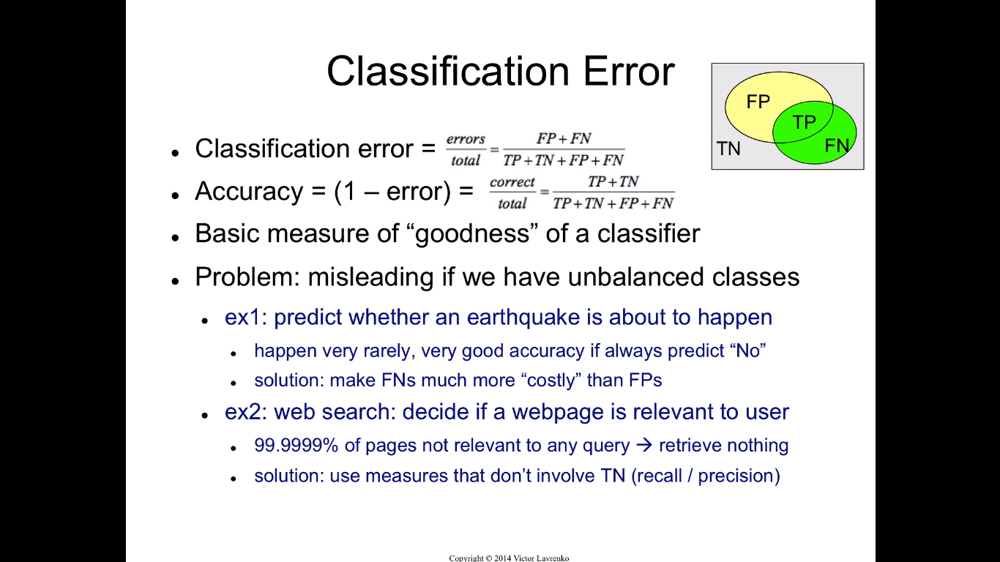 Classification Error
FP
TP
TN
FN
• Classification error = errors / total = FP + FN / TP + TN + FP + FN
• Accuracy = (1 – error) = correct / total = TP + TN / TP + TN + FP + FN
• Basic measure of “goodness” of a classifier
• Problem: misleading if we have unbalanced classes
• ex1: predict whether an earthquake is about to happen
• happen very rarely, very good accuracy if always predict “No”
• solution: make FNs much more “costly” than FPs
• ex2: web search: decide if a webpage is relevant to user
• 99.9999% of pages not relevant to any query → retrieve nothing
• solution: use measures that don’t involve TN (recall / precision)
Copyright © 2014 Victor Lavrenko